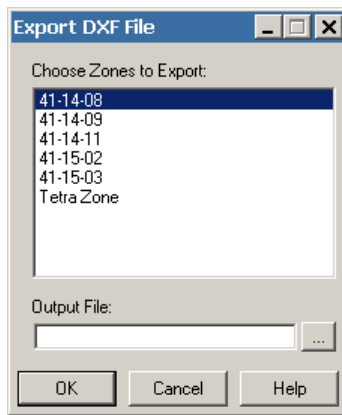 Export DXF File
Choose Zones to Export:
41-14-08
41-14-09
41-14-11
41-15-02
41-15-03
Tetra Zone
Output File:
...
OK Cancel Help